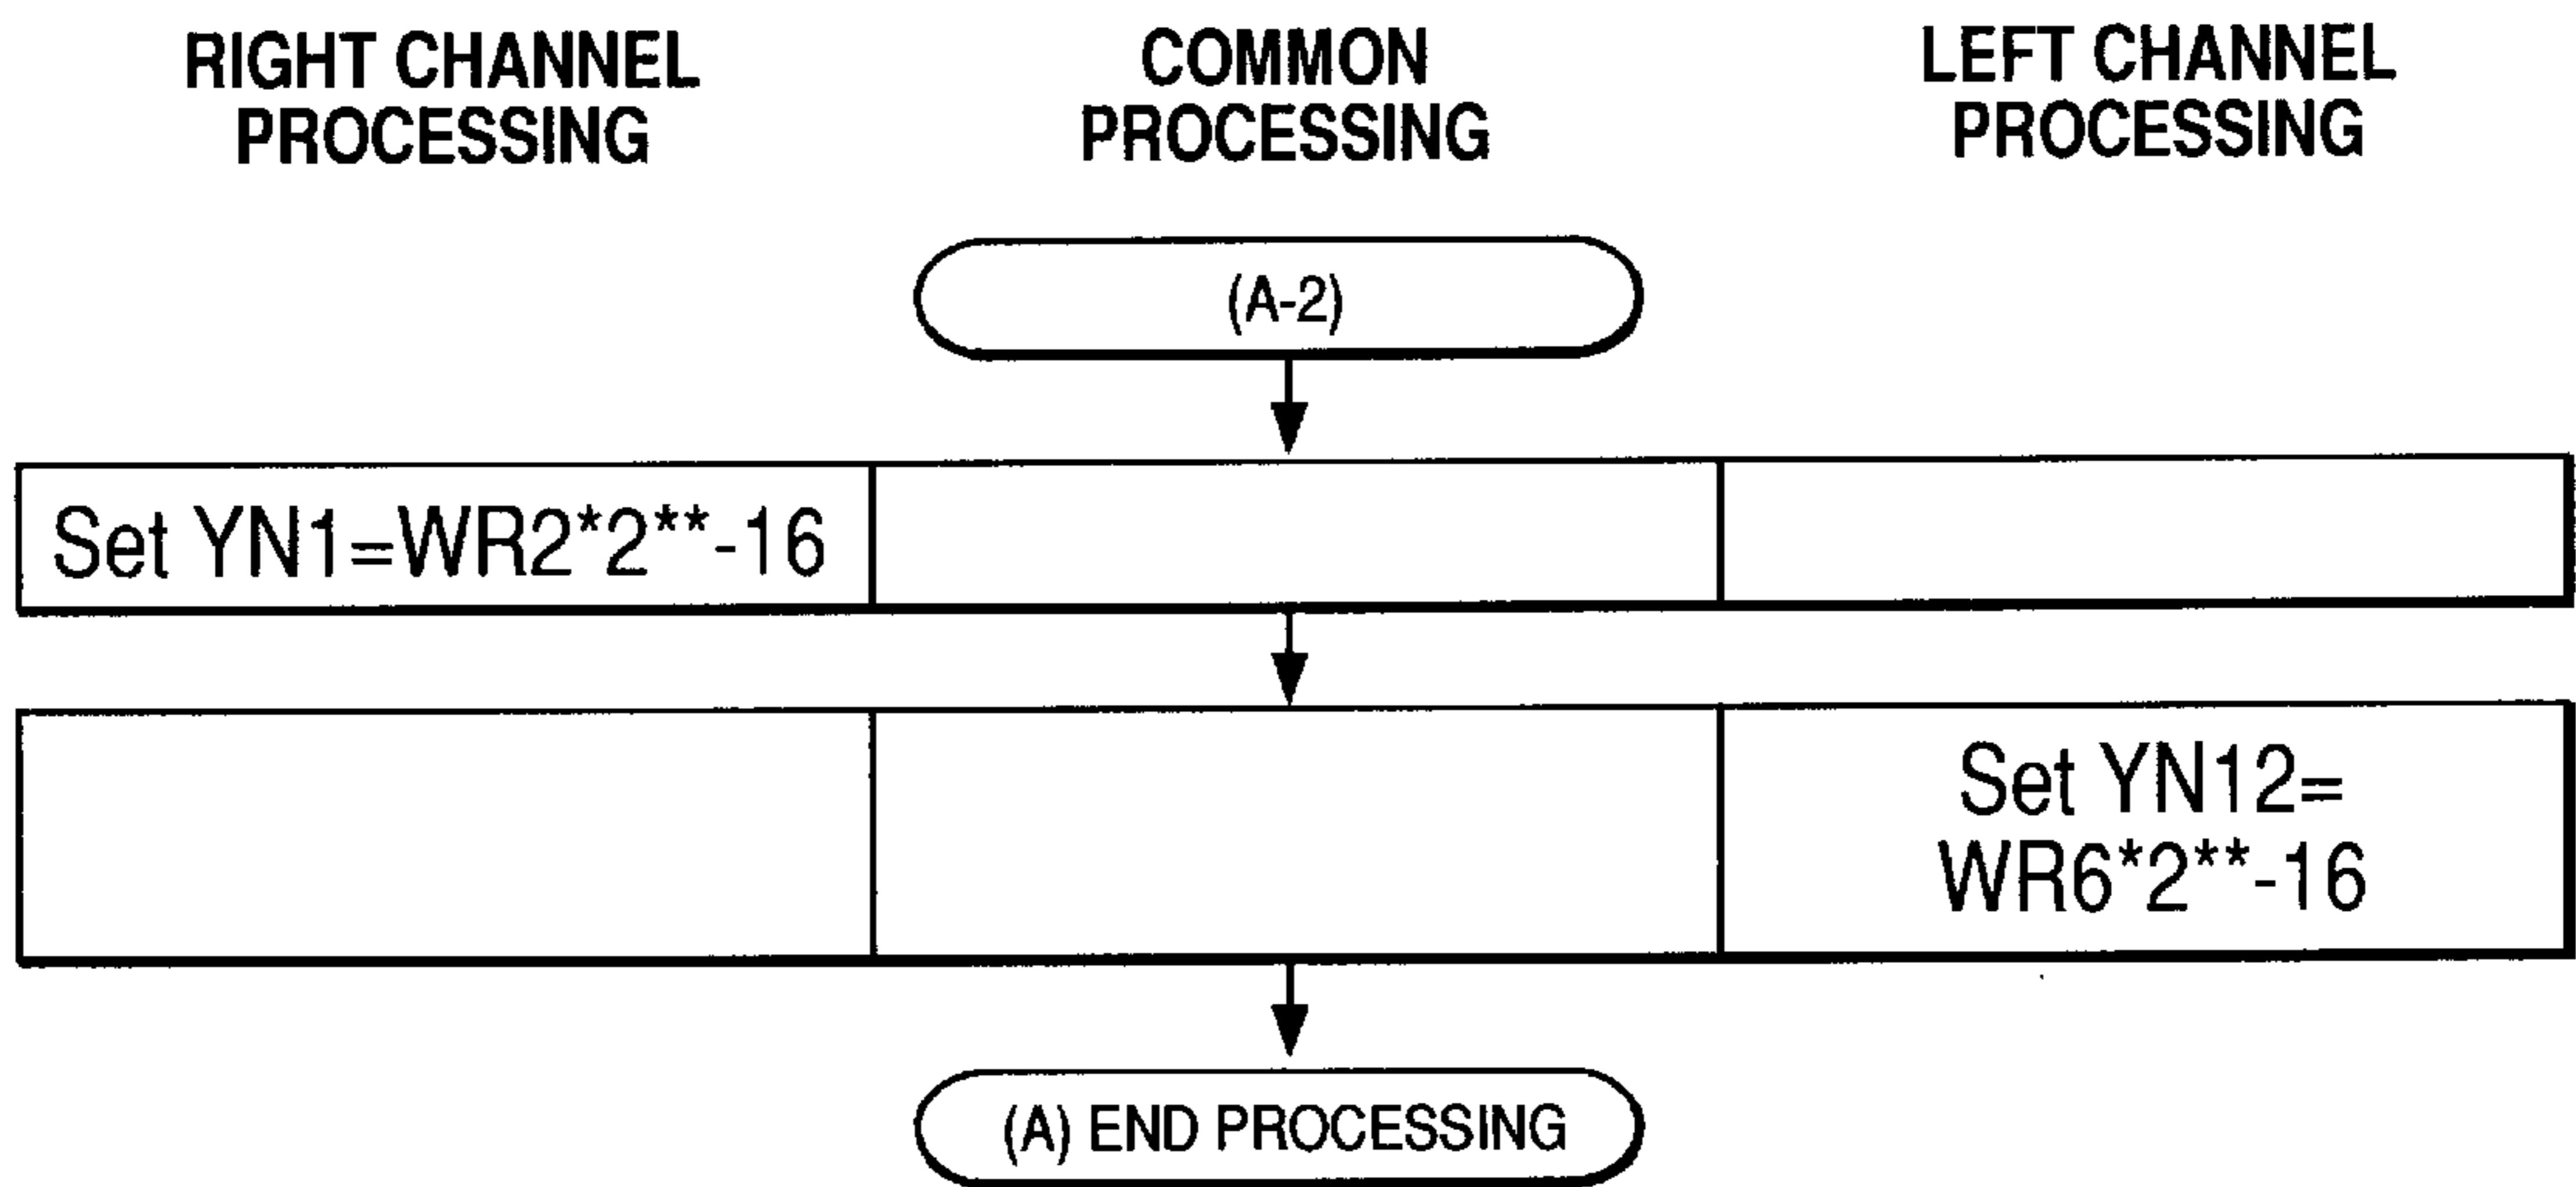 RIGHT CHANNEL
PROCESSING
COMMON
PROCESSING
LEFT CHANNEL
PROCESSING
(A-2)
Set YN1=WR2*2**-16
Set YN12=
WR6*2**-16
(A) END PROCESSING